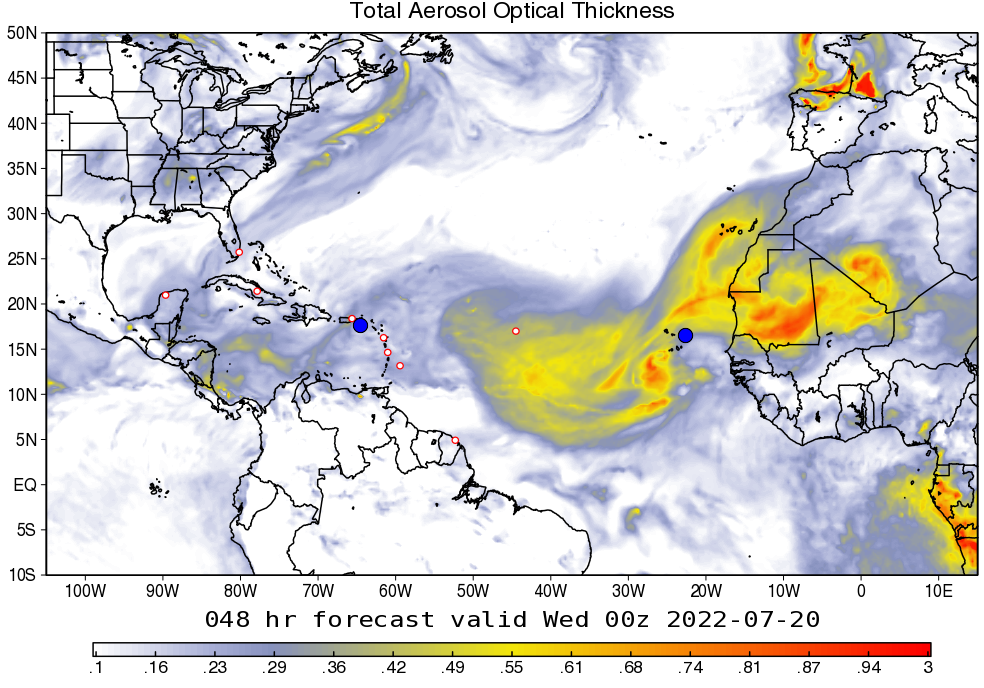 Total Aerosol Optical Thickness
50N
45N
40N
35N
30N
25N
20N
15N
10N
5N
EQ
5S
10S
100W 90W 80W 70W 60W 50W 40W 30W 20W 10W 0 10E
048 hr forecast valid Wed 00z 2022-07-20
.1 .16 .23 .29 .36 .42 .49 .55 .61 .68 .74 .81 .87 .94 3